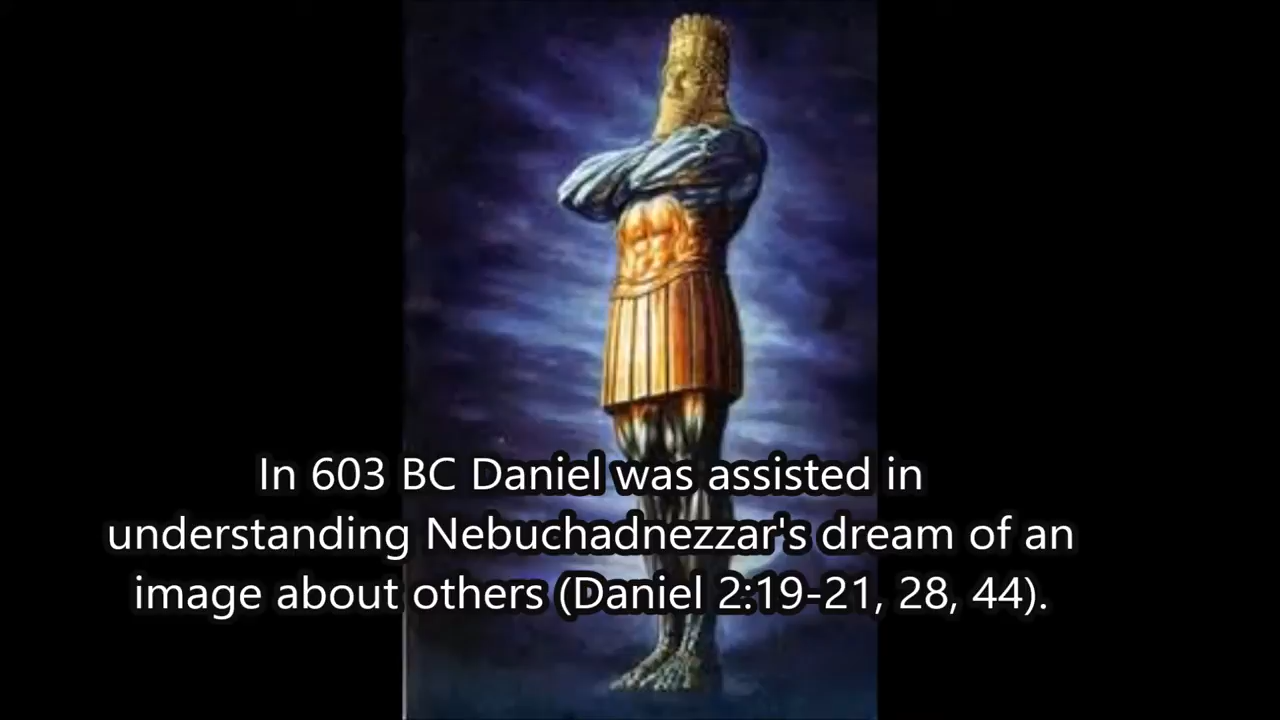 In 603 BC Daniel was assisted in
understanding Nebuchadnezzar's dream of an
image about others (Daniel 2:19-21, 28, 44).